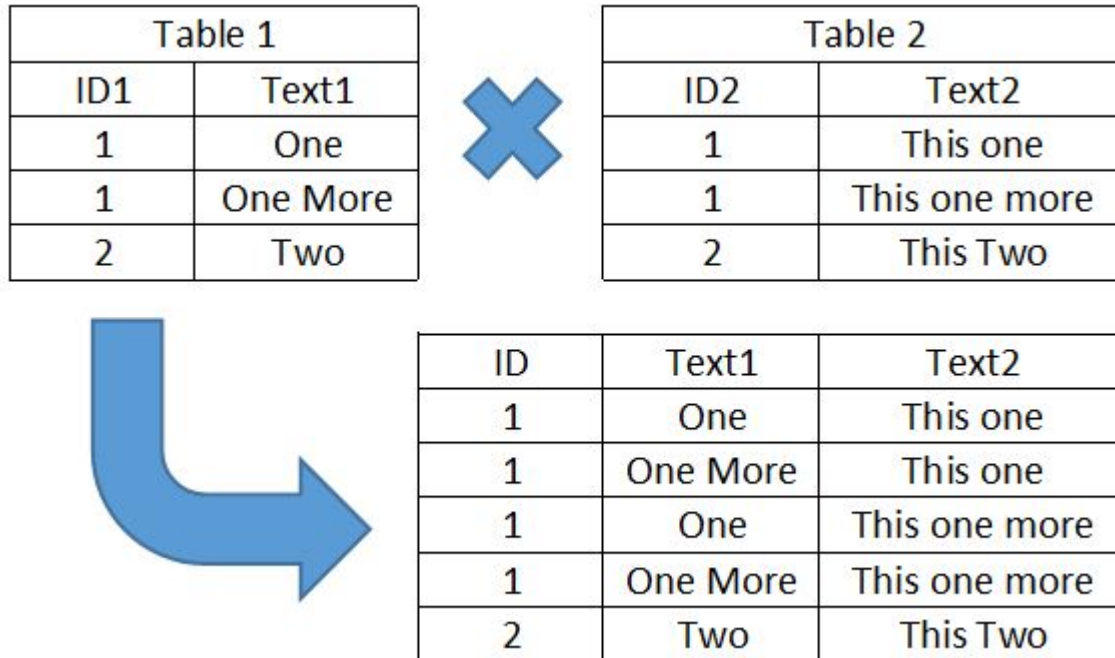 Table 1
ID1 Text1
1 One
1 One More
2 Two
Table 2
ID2 Text2
1 This one
1 This one more
2 This Two
ID Text1 Text2
1 One This one
1 One More This one
1 One This one more
1 One More This one more
2 Two This Two